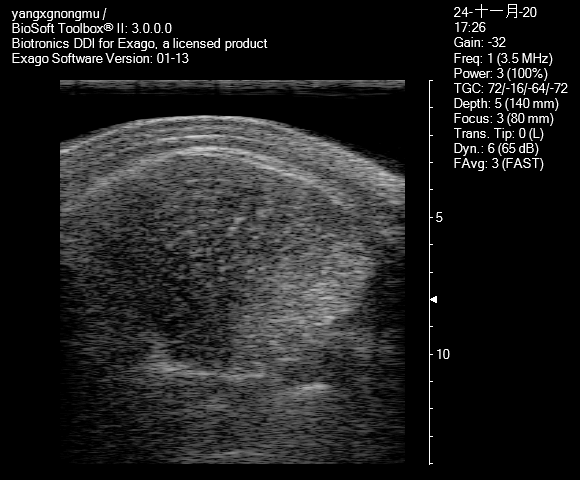 yangxgnongmu /
BioSoft Toolbox® II: 3.0.0.0
Biotronics DDI for Exago, a licensed product
Exago Software Version: 01-13
24-十一月-20
17:26
Gain: -32
Freq: 1 (3.5 MHz)
Power: 3 (100%)
TGC: 72/-16/-64/-72
Depth: 5 (140 mm)
Focus: 3 (80 mm)
Trans. Tip: 0 (L)
Dyn.: 6 (65 dB)
FAvg: 3 (FAST)
5
10